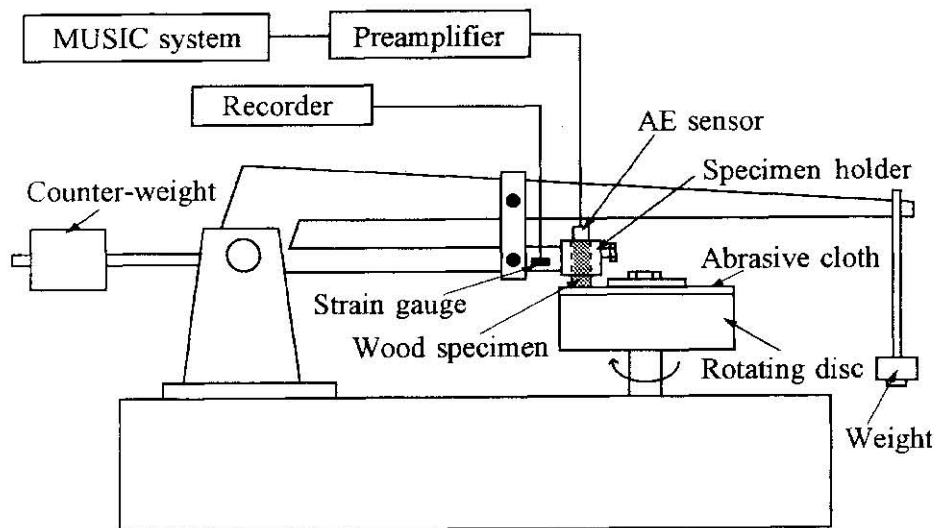 MUSIC system
Preamplifier
Recorder
AE sensor
Specimen holder
Counter-weight
Abrasive cloth
Strain gauge
Wood specimen
Rotating disc
Weight